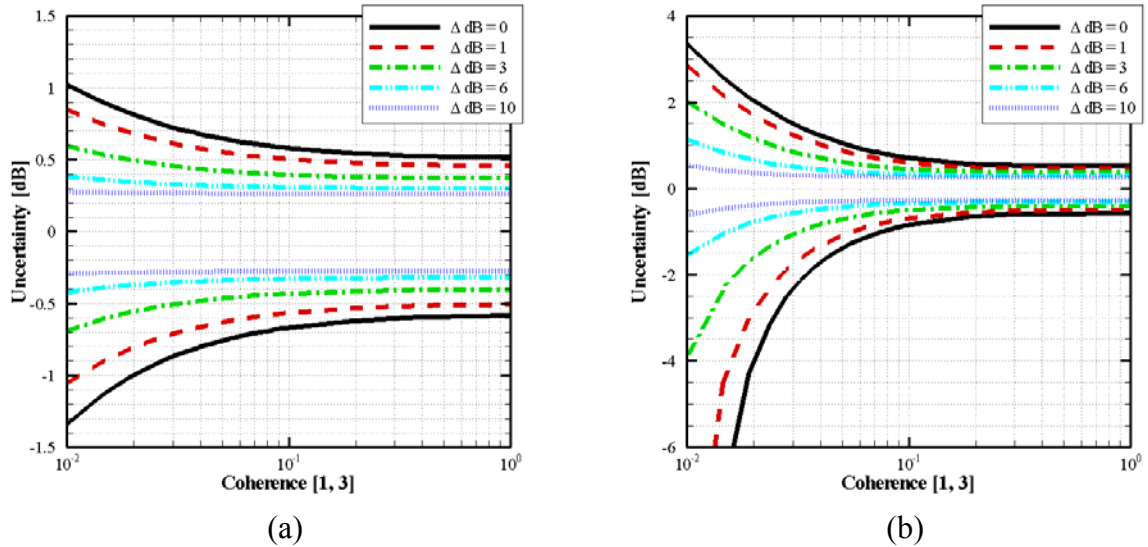 1.5
1
0.5
0
-0.5
-1
-1.5
Uncertainty [dB]
10⁻²
10⁻¹
10⁰
Coherence [1, 3]
Δ dB = 0
Δ dB = 1
Δ dB = 3
Δ dB = 6
Δ dB = 10
(a)
4
2
0
-2
-4
-6
Uncertainty [dB]
10⁻²
10⁻¹
10⁰
Coherence [1, 3]
Δ dB = 0
Δ dB = 1
Δ dB = 3
Δ dB = 6
Δ dB = 10
(b)